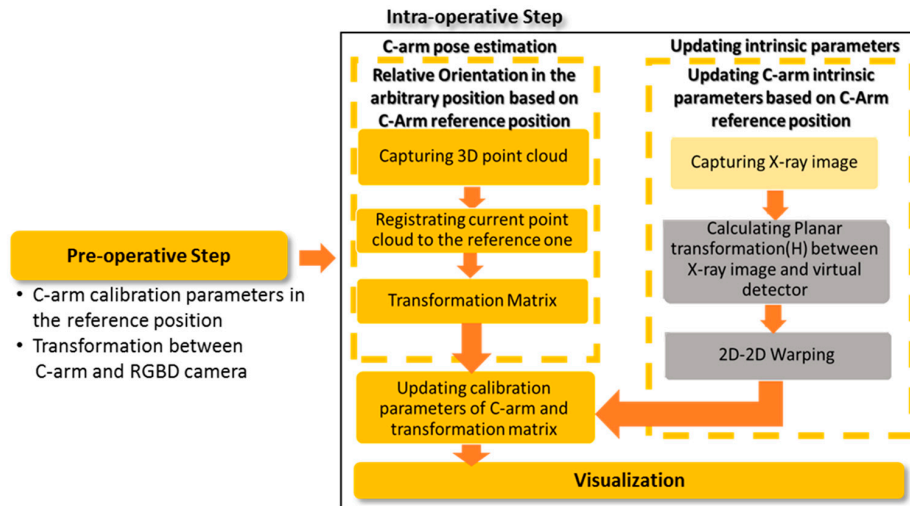 Intra-operative Step
C-arm pose estimation
Relative Orientation in the
arbitrary position based on
C-Arm reference position
Capturing 3D point cloud
Registrating current point
cloud to the reference one
Transformation Matrix
Updating calibration
parameters of C-arm and
transformation matrix
Updating intrinsic parameters
Updating C-arm intrinsic
parameters based on C-Arm
reference position
Capturing X-ray image
Calculating Planar
transformation(H) between
X-ray image and virtual
detector
2D-2D Warping
Pre-operative Step
• C-arm calibration parameters in
the reference position
• Transformation between
C-arm and RGBD camera
Visualization